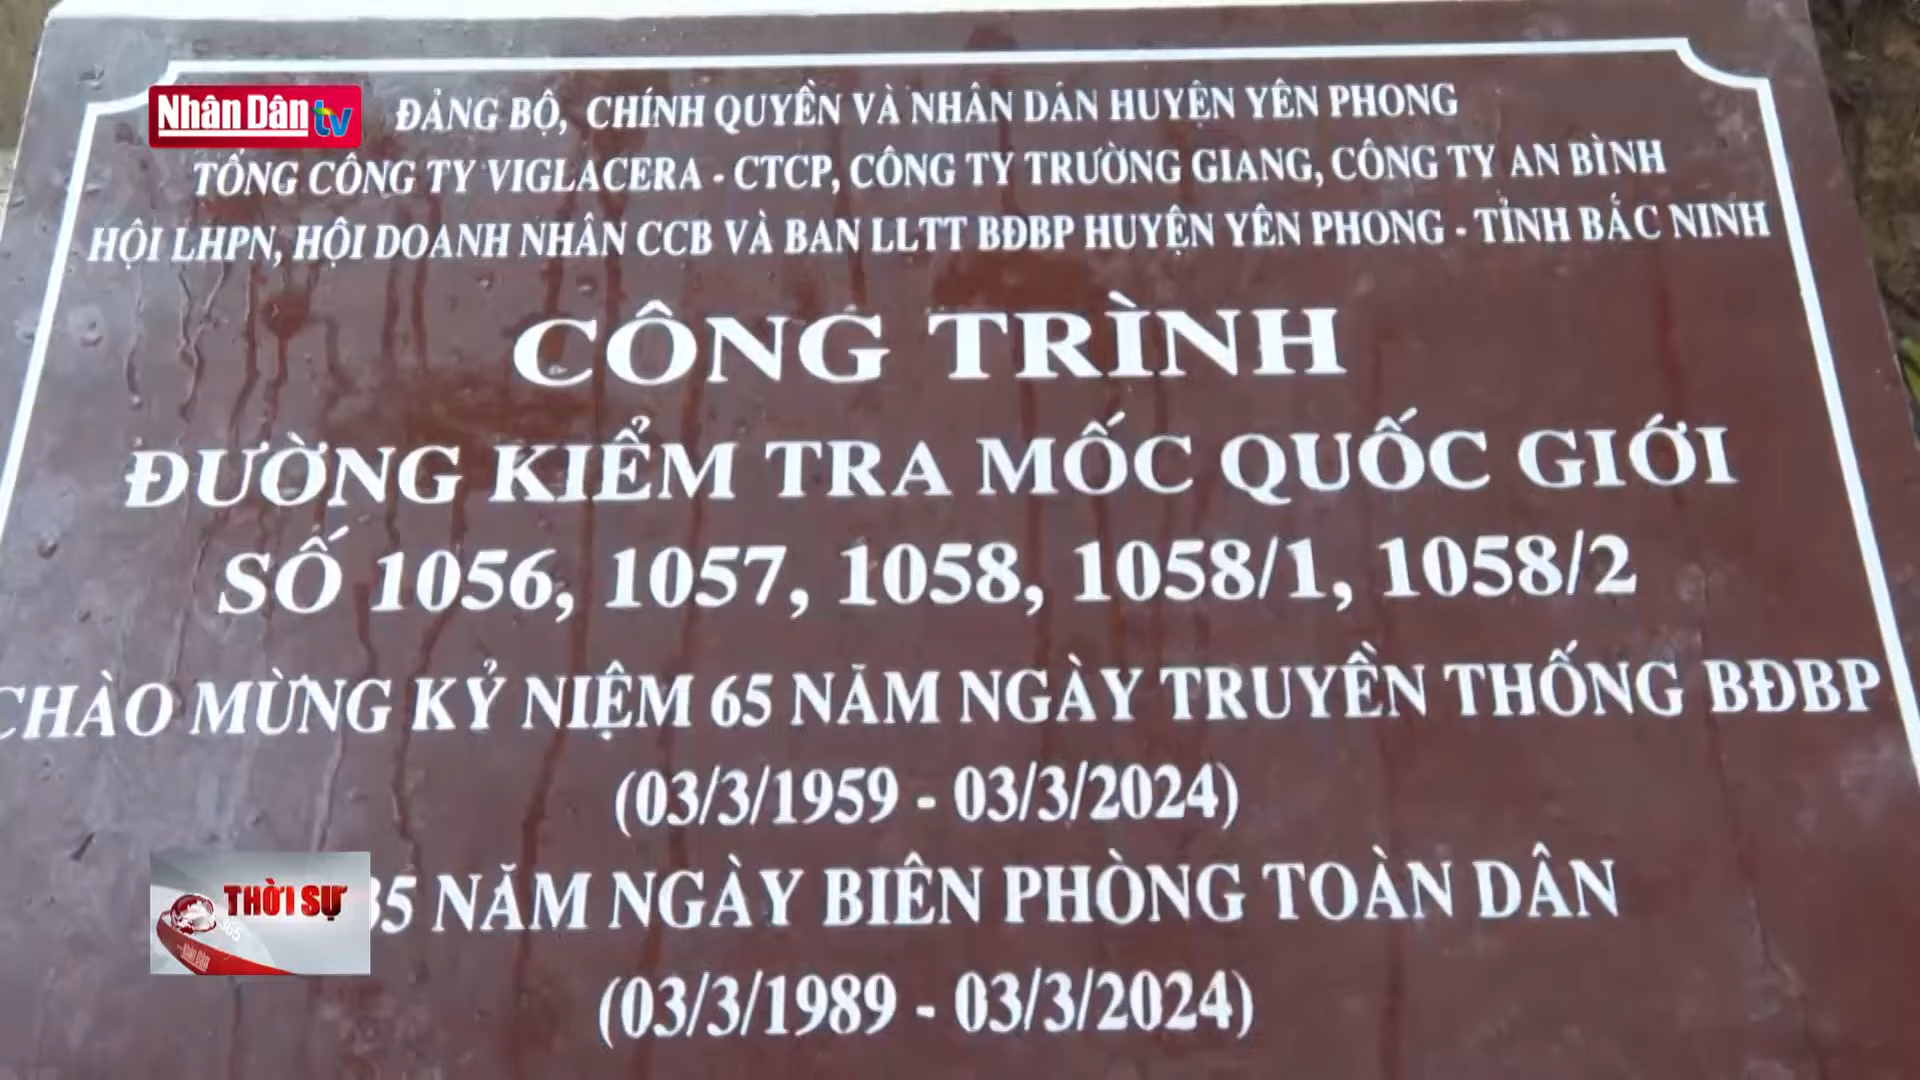 Nhân Dân tv
ĐẢNG BỘ, CHÍNH QUYỀN VÀ NHÂN DÂN HUYỆN YÊN PHONG
TỔNG CÔNG TY VIGLACERA - CTCP, CÔNG TY TRƯỜNG GIANG, CÔNG TY AN BÌNH
HỘI LHPN, HỘI DOANH NHÂN CCB VÀ BAN LLTT BĐBP HUYỆN YÊN PHONG - TỈNH BẮC NINH
CÔNG TRÌNH
ĐƯỜNG KIỂM TRA MỐC QUỐC GIỚI
SỐ 1056, 1057, 1058, 1058/1, 1058/2
CHÀO MỪNG KỶ NIỆM 65 NĂM NGÀY TRUYỀN THỐNG BĐBP
(03/3/1959 - 03/3/2024)
35 NĂM NGÀY BIÊN PHÒNG TOÀN DÂN
(03/3/1989 - 03/3/2024)
THỜI SỰ
365
NHÂN DÂN